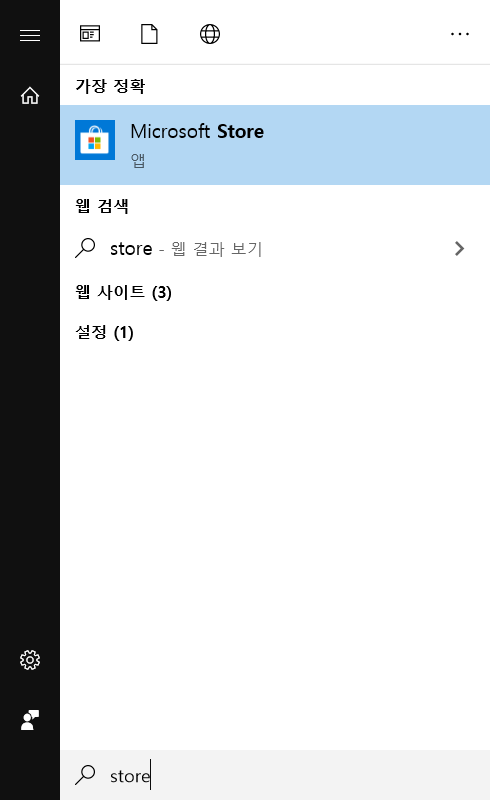 가장 정확
Microsoft Store
앱
웹 검색
store - 웹 결과 보기
웹 사이트 (3)
설정 (1)
store